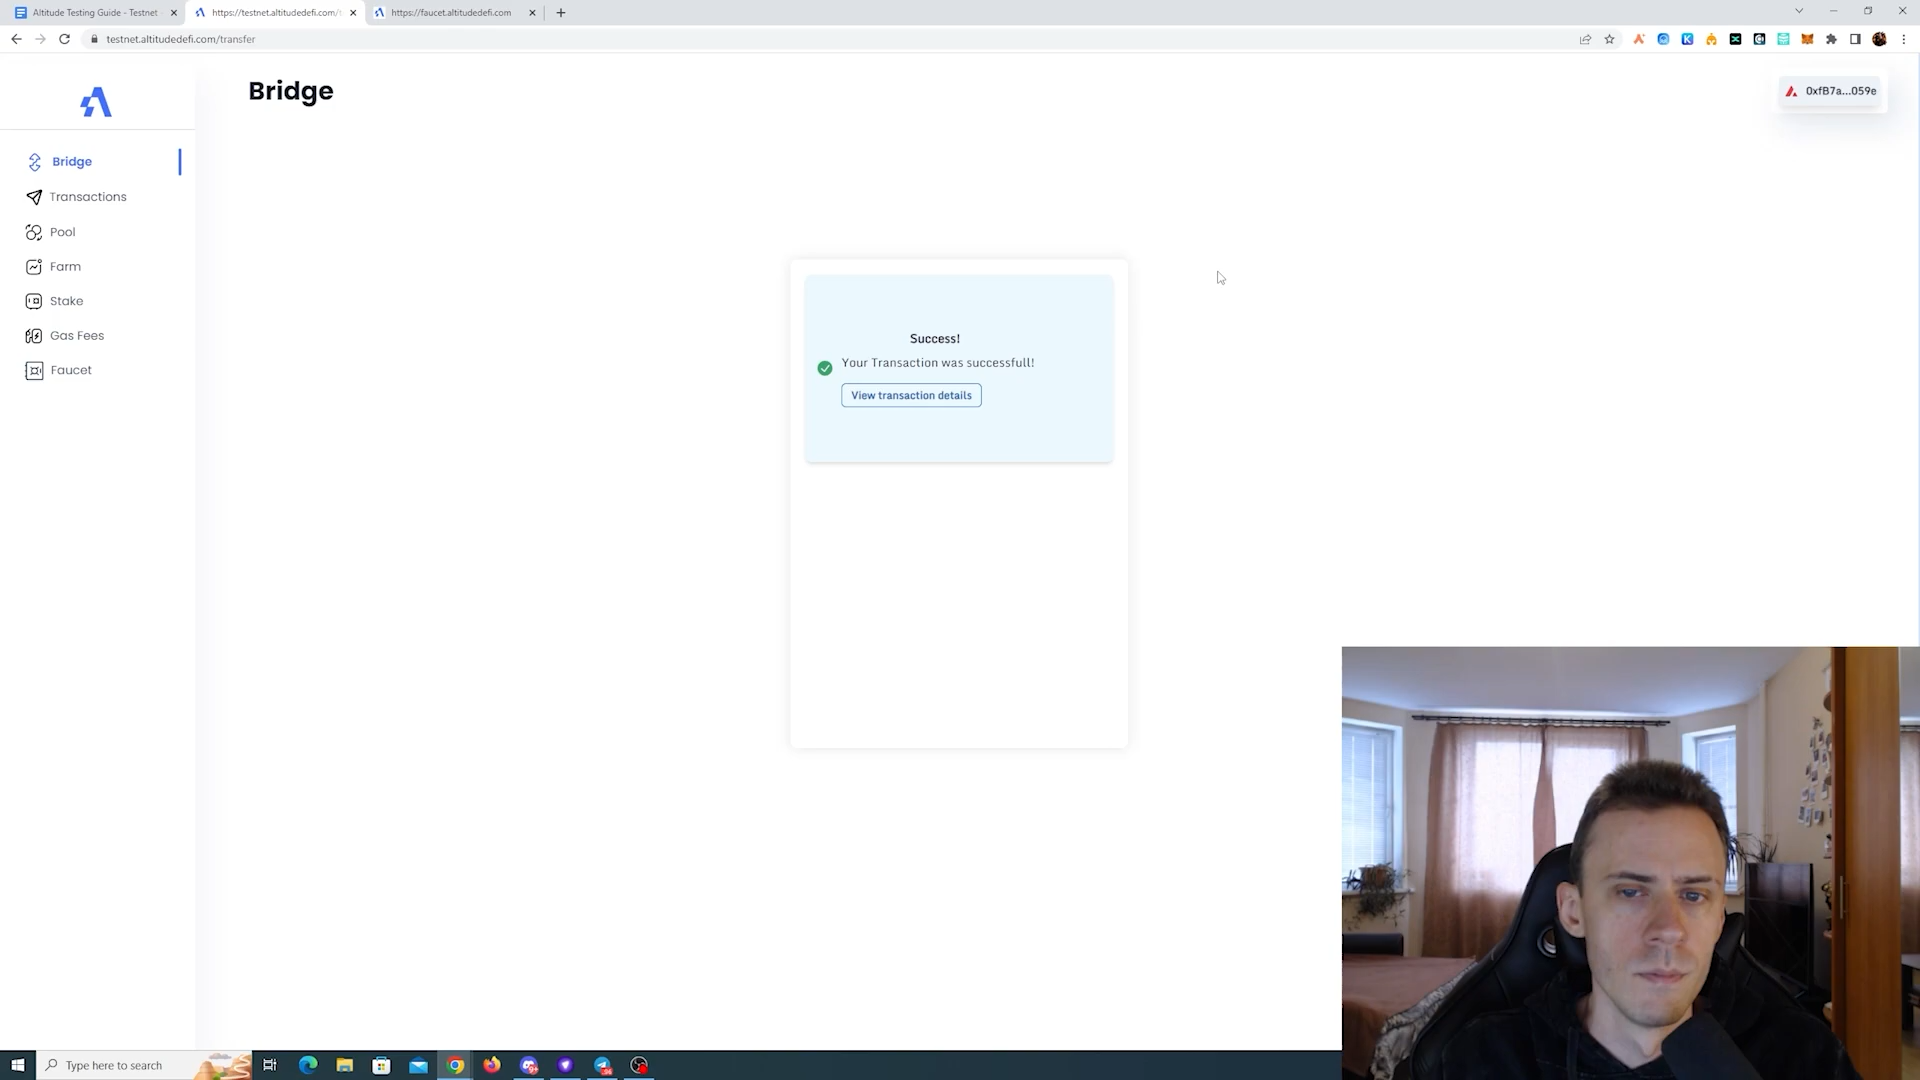 Altitude Testing Guide - Testnet
https://testnet.altitudedefi.com/t
https://faucet.altitudedefi.com
testnet.altitudedefi.com/transfer
Bridge
0xfB7a...059e
Bridge
Transactions
Pool
Farm
Stake
Gas Fees
Faucet
Success!
Your Transaction was successfull!
View transaction details
Type here to search